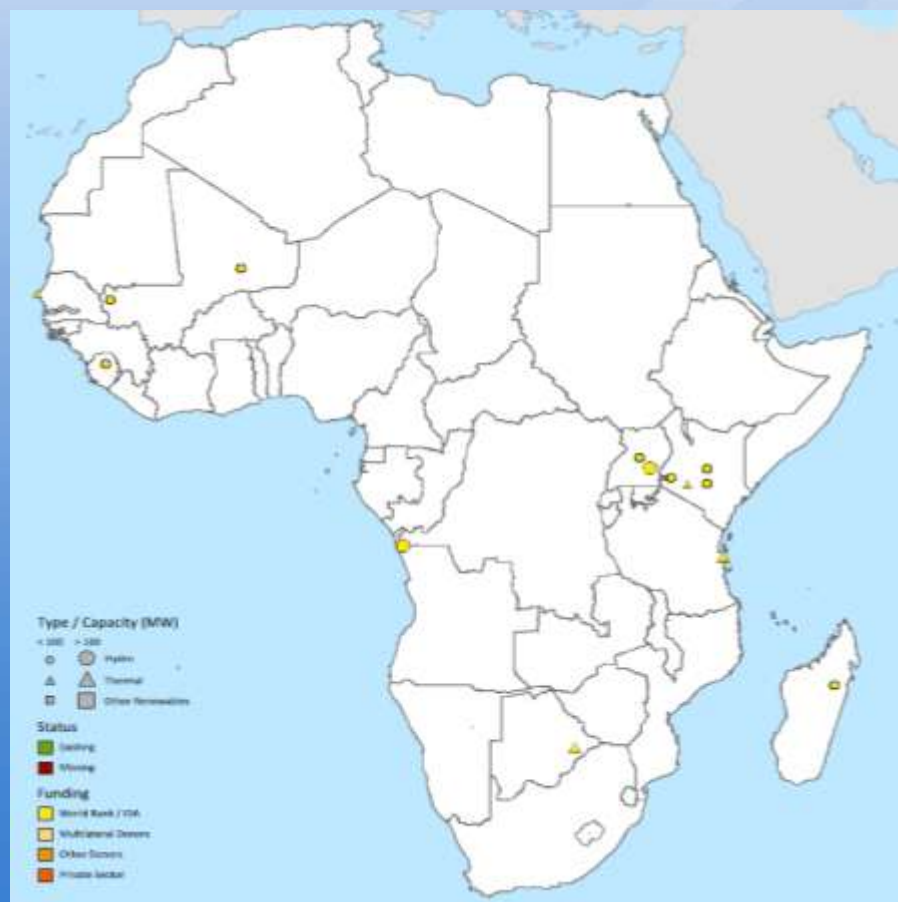 Type / Capacity (MW)
< 100 > 100
Hydro
Thermal
Other Renewables
Status
Existing
Missing
Funding
World Bank / IDA
Multilateral Donors
Other Donors
Private Sector